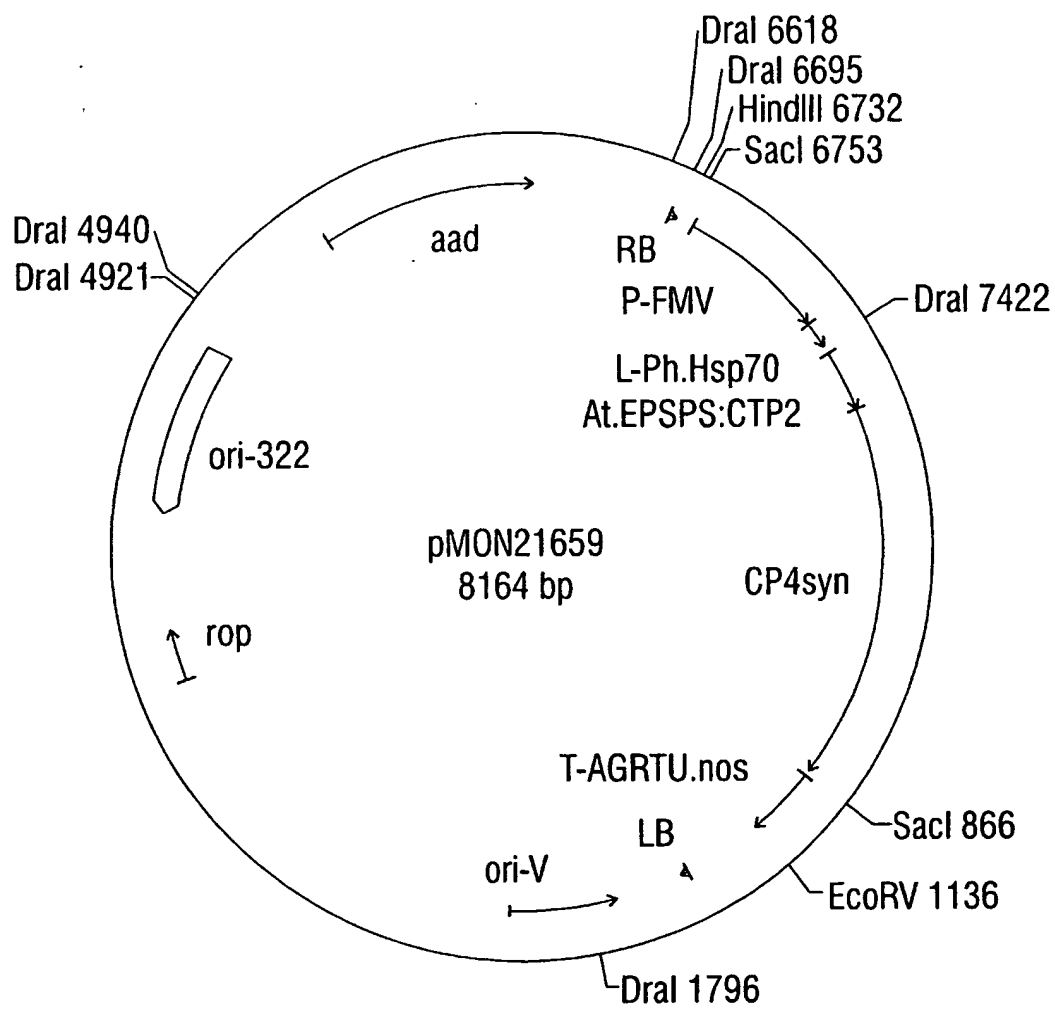 DraI 6618
DraI 6695
HindIII 6732
SacI 6753
DraI 4940
DraI 4921
aad
RB
P-FMV
DraI 7422
L-Ph.Hsp70
At.EPSPS:CTP2
ori-322
pMON21659
8164 bp
CP4syn
rop
T-AGRTU.nos
SacI 866
LB
ori-V
EcoRV 1136
DraI 1796